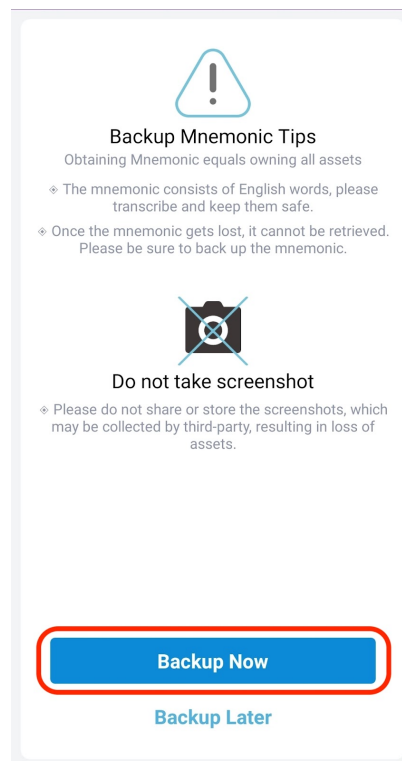 Backup Mnemonic Tips
Obtaining Mnemonic equals owning all assets
The mnemonic consists of English words, please
transcribe and keep them safe.
Once the mnemonic gets lost, it cannot be retrieved.
Please be sure to back up the mnemonic.
Do not take screenshot
Please do not share or store the screenshots, which
may be collected by third-party, resulting in loss of
assets.
Backup Now
Backup Later